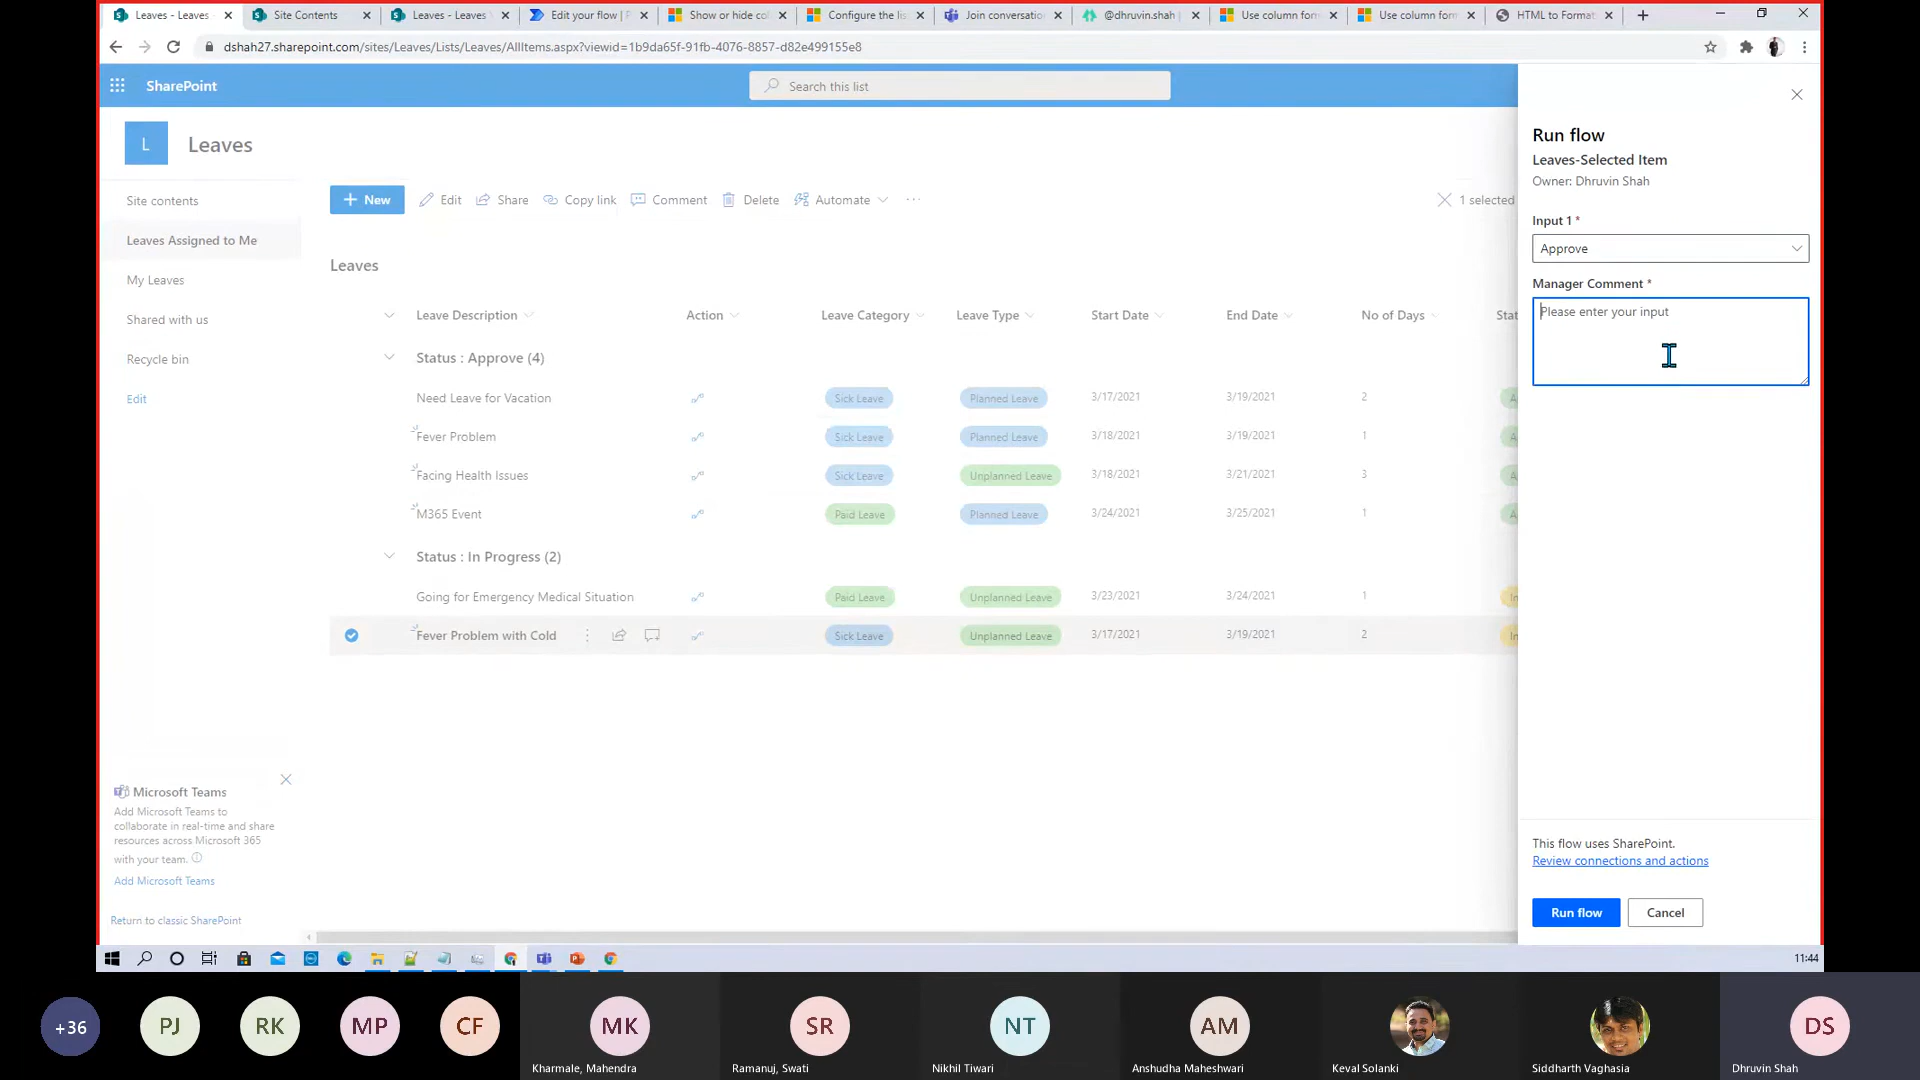 Leaves - Leaves
Site Contents
Leaves - Leaves
Edit your flow | P
Show or hide co
Configure the lis
Join conversatio
@dhruvin.shah |
Use column for
Use column for
HTML to Format
dshah27.sharepoint.com/sites/Leaves/Lists/Leaves/AllItems.aspx?viewid=1b9da65f-91fb-4076-8857-d82e499155e8
SharePoint
Search this list
L
Leaves
Site contents
Leaves Assigned to Me
My Leaves
Shared with us
Recycle bin
Edit
New
Edit
Share
Copy link
Comment
Delete
Automate
1 selected
Leaves
Leave Description Action Leave Category Leave Type Start Date End Date No of Days Stat
Status : Approve (4)
Need Leave for Vacation Sick Leave Planned Leave 3/17/2021 3/19/2021 2 A
Fever Problem Sick Leave Planned Leave 3/18/2021 3/19/2021 1 A
Facing Health Issues Sick Leave Unplanned Leave 3/18/2021 3/21/2021 3 A
M365 Event Paid Leave Planned Leave 3/24/2021 3/25/2021 1 A
Status : In Progress (2)
Going for Emergency Medical Situation Paid Leave Unplanned Leave 3/23/2021 3/24/2021 1 In
Fever Problem with Cold Sick Leave Unplanned Leave 3/17/2021 3/19/2021 2 In
Microsoft Teams
Add Microsoft Teams to
collaborate in real-time and share
resources across Microsoft 365
with your team.
Add Microsoft Teams
Return to classic SharePoint
Run flow
Leaves-Selected Item
Owner: Dhruvin Shah
Input 1 *
Approve
Manager Comment *
Please enter your input
This flow uses SharePoint.
Review connections and actions
Run flow
Cancel
11:44
+36
PJ
RK
MP
CF
MK
SR
NT
AM
DS
Kharmale, Mahendra
Ramanuj, Swati
Nikhil Tiwari
Anshudha Maheshwari
Keval Solanki
Siddharth Vaghasia
Dhruvin Shah